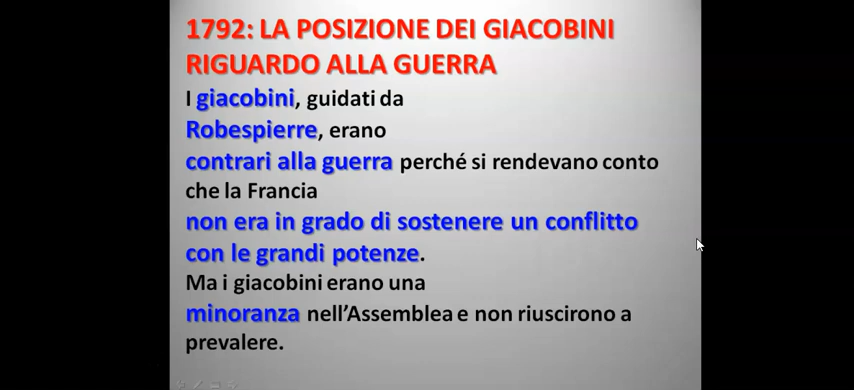 1792: LA POSIZIONE DEI GIACOBINI
RIGUARDO ALLA GUERRA
I giacobini, guidati da
Robespierre, erano
contrari alla guerra perché si rendevano conto
che la Francia
non era in grado di sostenere un conflitto
con le grandi potenze.
Ma i giacobini erano una
minoranza nell’Assemblea e non riuscirono a
prevalere.